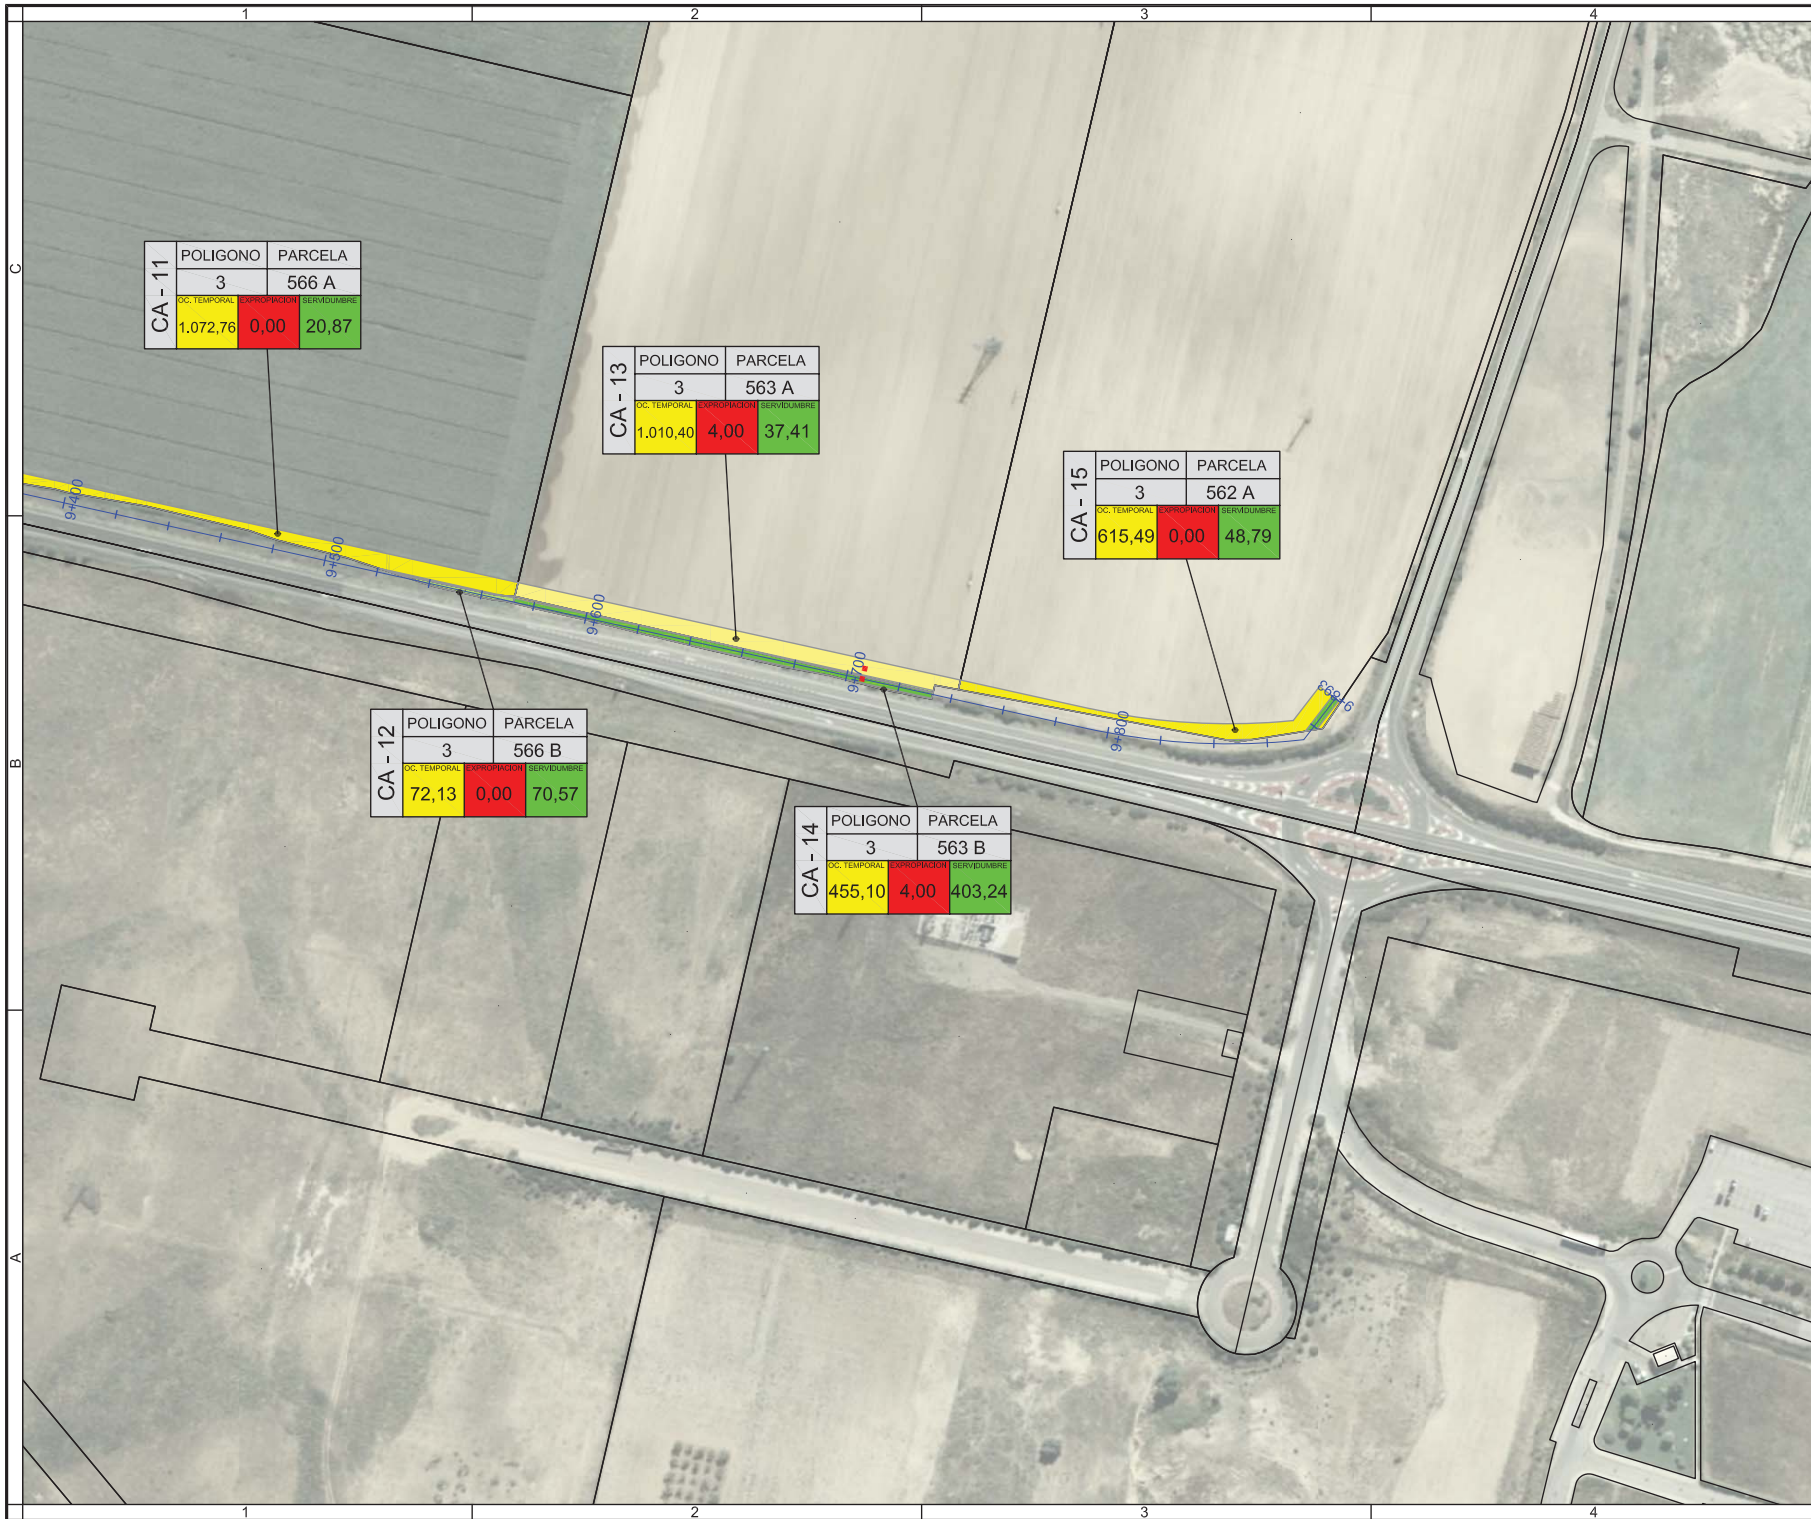 1 2 3 4
C
B
A
CA - 11
POLIGONO PARCELA
3 566 A
OC. TEMPORAL EXPROPIACION SERVIDUMBRE
1.072,76 0,00 20,87
CA - 13
POLIGONO PARCELA
3 563 A
OC. TEMPORAL EXPROPIACION SERVIDUMBRE
1.010,40 4,00 37,41
CA - 15
POLIGONO PARCELA
3 562 A
OC. TEMPORAL EXPROPIACION SERVIDUMBRE
615,49 0,00 48,79
9+400
9+500
9+600
9+700
9+800
9+893
CA - 12
POLIGONO PARCELA
3 566 B
OC. TEMPORAL EXPROPIACION SERVIDUMBRE
72,13 0,00 70,57
CA - 14
POLIGONO PARCELA
3 563 B
OC. TEMPORAL EXPROPIACION SERVIDUMBRE
455,10 4,00 403,24
1 2 3 4